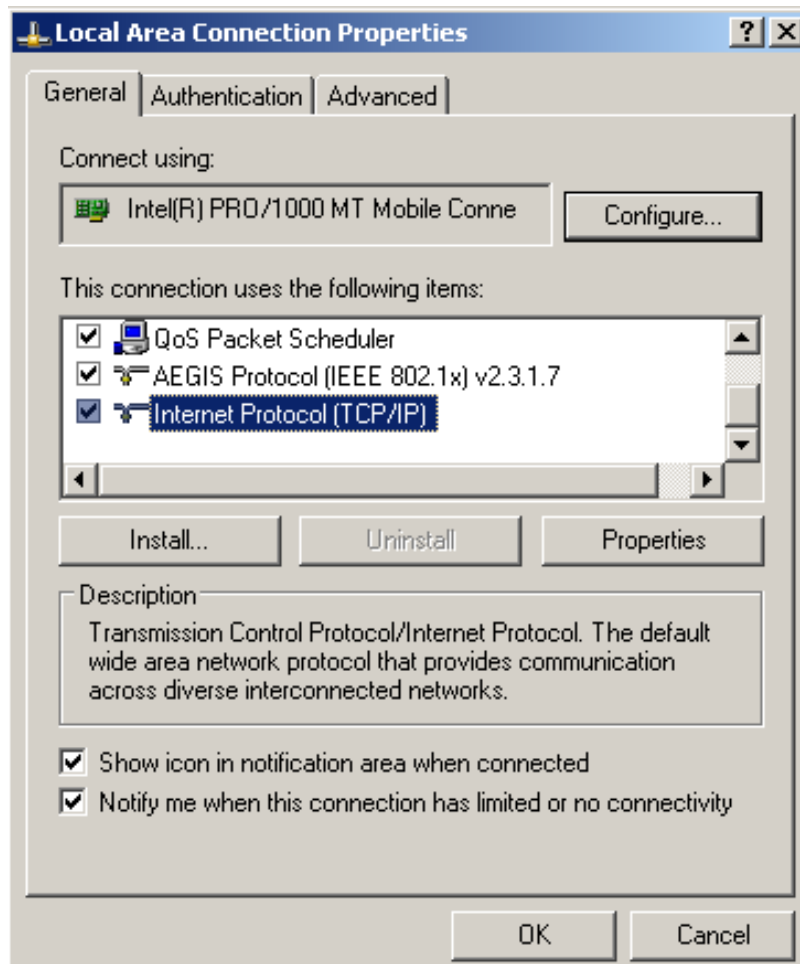 Local Area Connection Properties
General Authentication Advanced
Connect using:
Intel(R) PRO/1000 MT Mobile Conne
Configure...
This connection uses the following items:
QoS Packet Scheduler
AEGIS Protocol (IEEE 802.1x) v2.3.1.7
Internet Protocol (TCP/IP)
Install... Uninstall Properties
Description
Transmission Control Protocol/Internet Protocol. The default
wide area network protocol that provides communication
across diverse interconnected networks.
Show icon in notification area when connected
Notify me when this connection has limited or no connectivity
OK Cancel